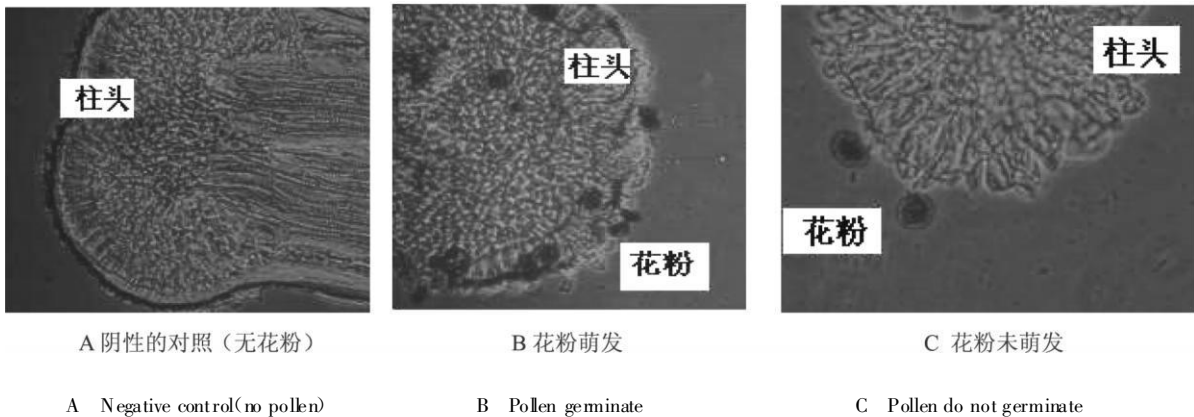 柱头
柱头
花粉
柱头
花粉
A 阴性的对照（无花粉）
B 花粉萌发
C 花粉未萌发
A Negative control(no pollen)
B Pollen germinate
C Pollen do not germinate